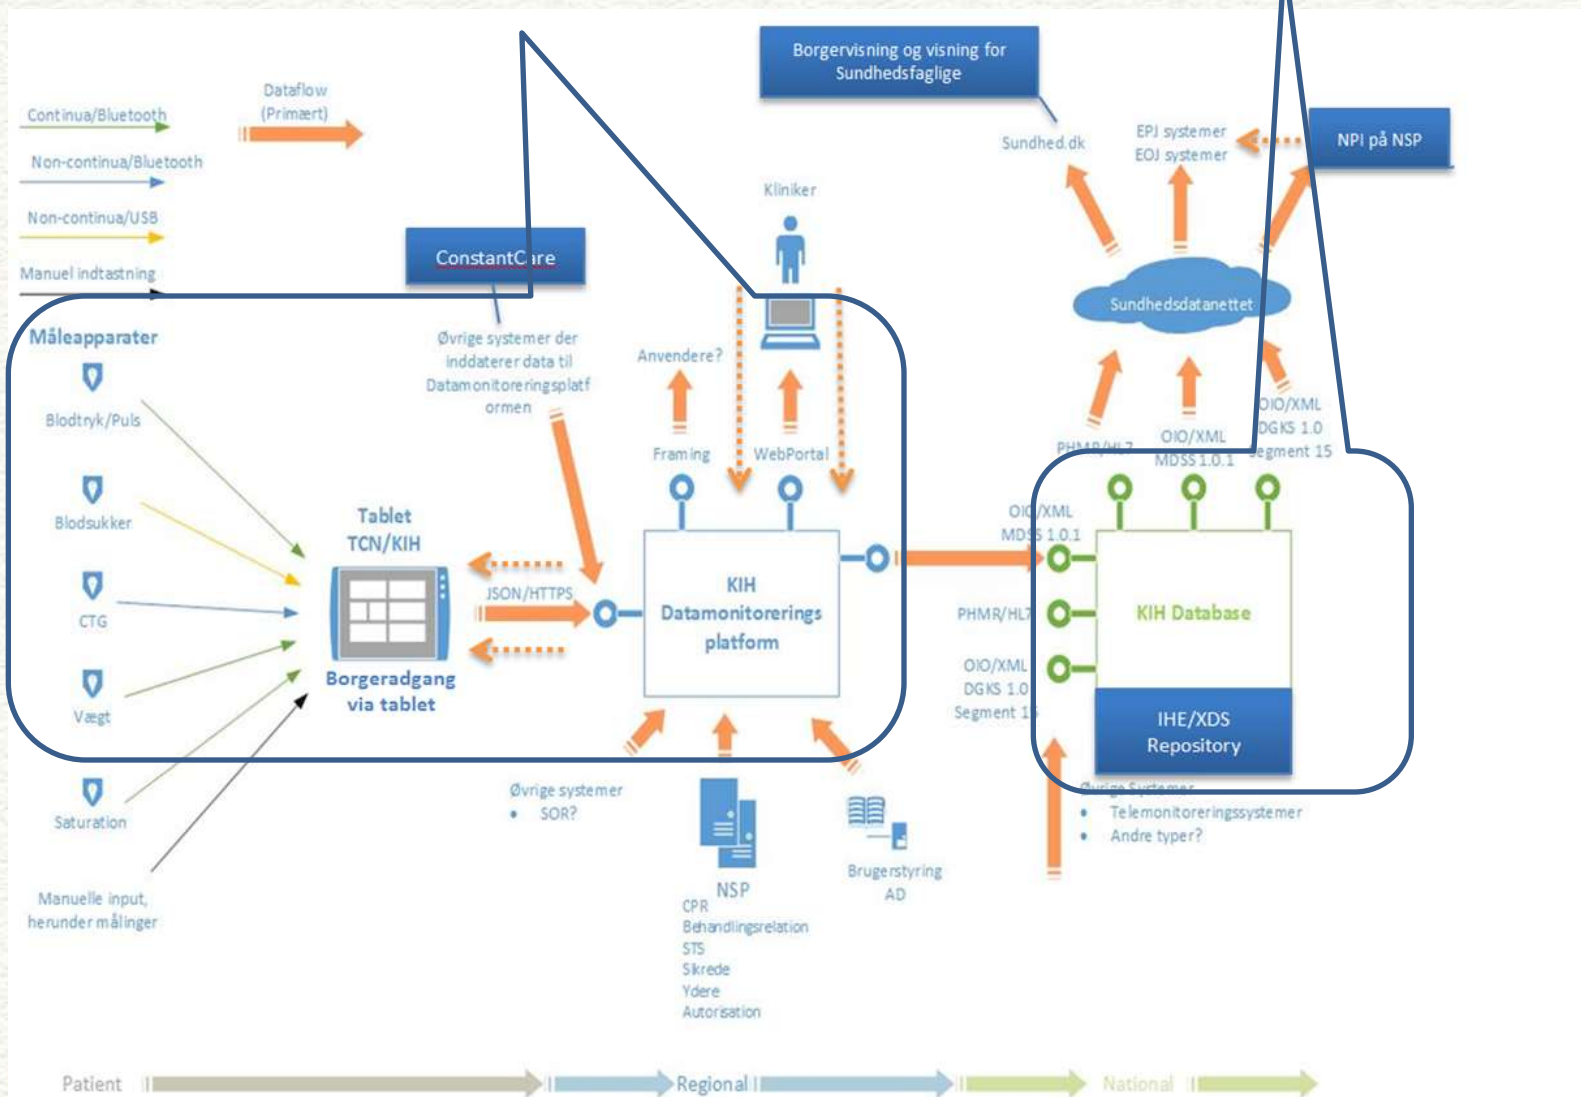 Continua/Bluetooth
Non-continua/Bluetooth
Non-continua/USB
Manuel indtastning
Dataflow
(Primært)
Borgervisning og visning for
Sundhedsfaglige
Sundhed.dk
EPJ systemer
EOJ systemer
NPI på NSP
Kliniker
ConstantCare
Øvrige systemer der
inddaterer data til
Datamonitoreringsplatf
ormen
Anvendere?
Framing
WebPortal
Sundhedsdatanettet
Måleapparater
Blodtryk/Puls
Blodsukker
CTG
Vægt
Saturation
Manuelle input,
herunder målinger
Tablet
TCN/KIH
Borgeradgang
via tablet
JSON/HTTPS
KIH
Datamonitorerings
platform
PHMR/HL7
OIO/XML
MDSS 1.0.1
OIO/XML
DGKS 1.0
Segment 15
OIO/XML
MDSS 1.0.1
PHMR/HL7
OIO/XML
DGKS 1.0
Segment 15
KIH Database
IHE/XDS
Repository
Øvrige systemer
• SOR?
NSP
CPR
Behandlingsrelation
STS
Sikrede
Ydere
Autorisation
Brugerstyring
AD
Øvrige Systemer
• Telemonitoreringssystemer
• Andre typer?
Patient
Regional
National